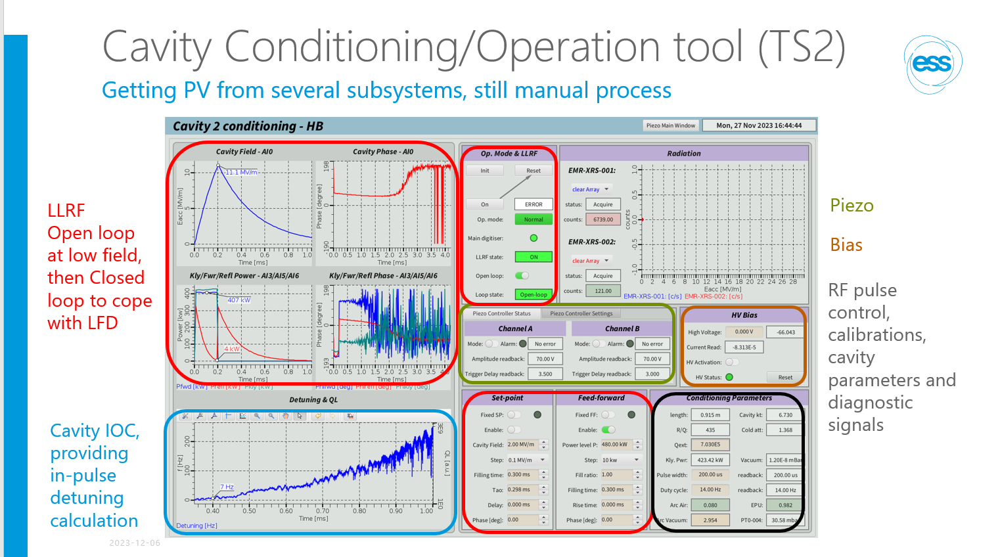 Cavity Conditioning/Operation tool (TS2)
ess
Getting PV from several subsystems, still manual process
LLRF
Open loop
at low field,
then Closed
loop to cope
with LFD
Cavity IOC,
providing
in-pulse
detuning
calculation
2023-12-06
Cavity 2 conditioning - HB
Piezo Main Window
Mon, 27 Nov 2023 16:44:44
Cavity Field - AI0
Eacc [MV/m]
10
5
0
11.1 MV/m
0.0 0.2 0.4 0.6 0.8 1.0
Time [ms]
Cavity Phase - AI0
Phase [degree]
198
0
-190
0.0 0.5 1.0 1.5 2.0 2.5 3.0 3.5 4.0
Time [ms]
Kly/Fwr/Refl Power - AI3/AI5/AI6
Power [kW]
400
300
200
100
0
407 kW
4 kW
0.0 0.2 0.4 0.6 0.8 1.0
Time [ms]
Pfwd [kW] Prefl [kW] Pkly [kW]
Kly/Fwr/Refl Phase - AI3/AI5/AI6
Phase [degree]
198
0
-193
0.0 0.5 1.0 1.5 2.0 2.5 3.0 3.5 4.0
Time [ms]
Phifwd [deg] Phirefl [deg] Phikly [deg]
Detuning & QL
f [Hz]
200
100
0
7 Hz
3E9
QL [a.u.]
1E0
0.40 0.50 0.60 0.70 0.80 0.90 1.00
Time [ms]
Detuning [Hz]
Op. Mode & LLRF
Init
Reset
On
ERROR
Op. mode:
Normal
Main digitiser:
LLRF state:
ON
Open loop:
Loop state:
Open-loop
Radiation
EMR-XRS-001:
clear Array
status:
Acquire
counts:
6739.00
EMR-XRS-002:
clear Array
status:
Acquire
counts:
121.00
counts
1.0
0.5
0.0
-0.5
-1.0
0 2 4 6 8 10 12 14 16 18 20 22 24 26 28
Eacc [MV/m]
EMR-XRS-001: [c/s] EMR-XRS-002: [c/s]
Piezo Controller Status
Piezo Controller Settings
Channel A
Mode:
Alarm:
No error
Amplitude readback:
70.00 V
Trigger Delay readback:
3.500
Channel B
Mode:
Alarm:
No error
Amplitude readback:
70.00 V
Trigger Delay readback:
3.000
HV Bias
High Voltage:
0.000 V
-66.043
Current Read:
-8.313E-5
HV Activation:
HV Status:
Reset
Set-point
Fixed SP:
Enable:
Cavity Field:
2.00 MV/m
Step:
0.1 MV/m
Filling time:
0.300 ms
Tao:
0.298 ms
Delay:
0.000 ms
Phase [deg]:
0.00
Feed-forward
Fixed FF:
Enable:
Power level P:
480.00 kW
Step:
10 kw
Fill ratio:
1.00
Filling time:
0.300 ms
Rise time:
0.000 ms
Phase [deg]:
0.00
Conditioning Parameters
length:
0.915 m
Cavity kt:
6.730
R/Q:
435
Cold att:
1.368
Qext:
7.030E5
Kly. Pwr:
423.42 kW
Vacuum:
1.20E-8 mBar
Pulse width:
200.00 us
readback:
200.00 us
Duty cycle:
14.00 Hz
readback:
14.00 Hz
Arc Air:
0.080
EPU:
0.982
Arc Vacuum:
2.954
PT0-004:
30.58 mba
Piezo
Bias
RF pulse
control,
calibrations,
cavity
parameters and
diagnostic
signals